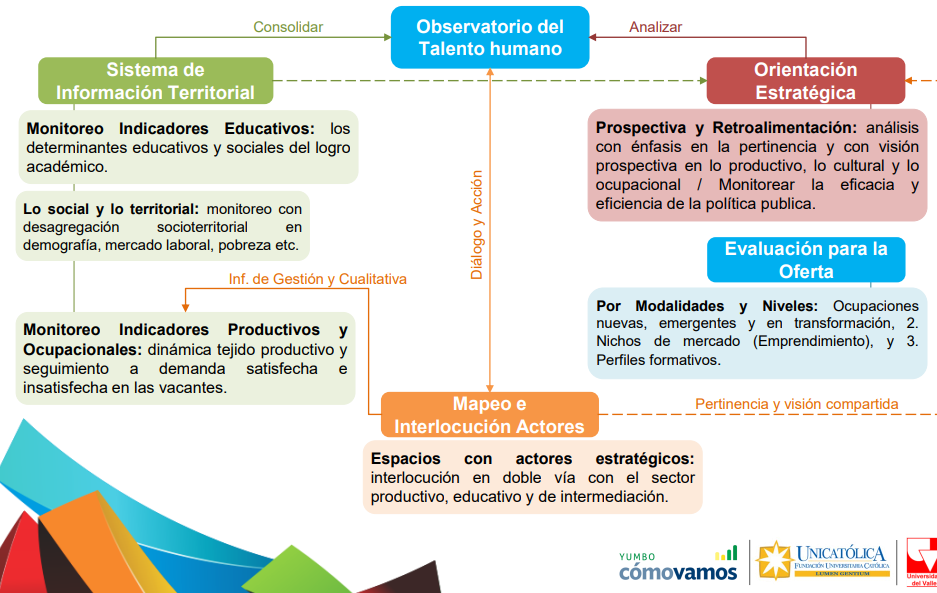 Consolidar
Observatorio del
Talento humano
Analizar
Sistema de
Información Territorial
Orientación
Estratégica
Monitoreo Indicadores Educativos: los
determinantes educativos y sociales del logro
académico.
Lo social y lo territorial: monitoreo con
desagregación socioterritorial en
demografía, mercado laboral, pobreza etc.
Inf. de Gestión y Cualitativa
Monitoreo Indicadores Productivos y
Ocupacionales: dinámica tejido productivo y
seguimiento a demanda satisfecha e
insatisfecha en las vacantes.
Diálogo y Acción
Prospectiva y Retroalimentación: análisis
con énfasis en la pertinencia y con visión
prospectiva en lo productivo, lo cultural y lo
ocupacional / Monitorear la eficacia y
eficiencia de la política publica.
Evaluación para la
Oferta
Por Modalidades y Niveles: Ocupaciones
nuevas, emergentes y en transformación, 2.
Nichos de mercado (Emprendimiento), y 3.
Perfiles formativos.
Mapeo e
Interlocución Actores
Pertinencia y visión compartida
Espacios con actores estratégicos:
interlocución en doble vía con el sector
productivo, educativo y de intermediación.
YUMBO
cómovamos
UNICATÓLICA
FUNDACIÓN UNIVERSITARIA CATÓLICA
LUMEN GENTIUM
Universida
del Valle